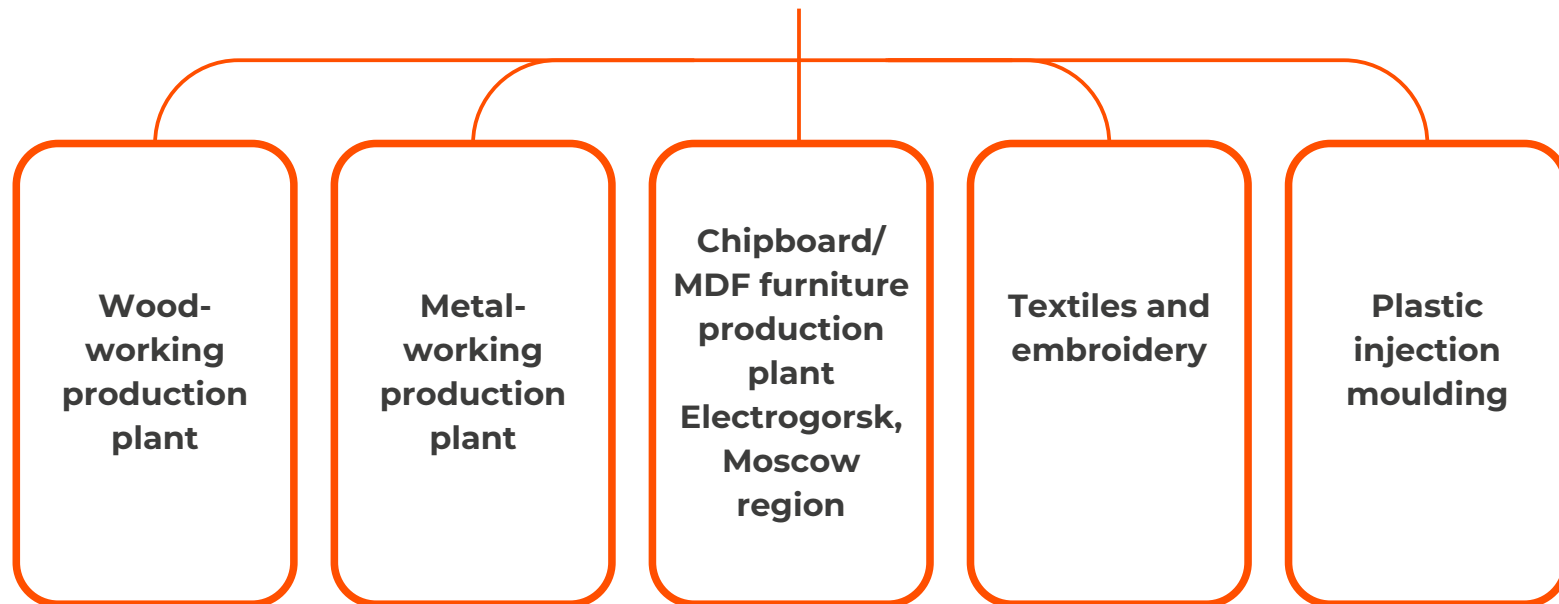 Wood-
working
production
plant
Metal-
working
production
plant
Chipboard/
MDF furniture
production
plant
Electrogorsk,
Moscow
region
Textiles and
embroidery
Plastic
injection
moulding